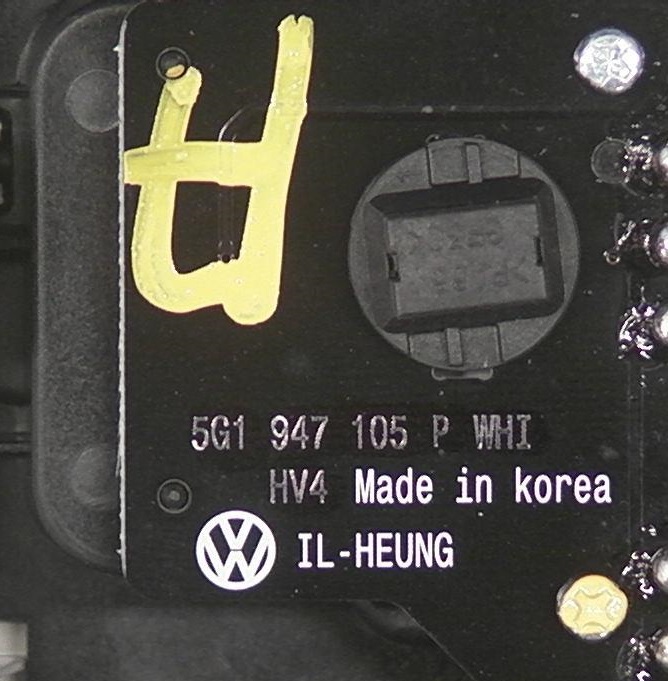 5G1 947 105 P WHI
HV4 Made in korea
IL-HEUNG